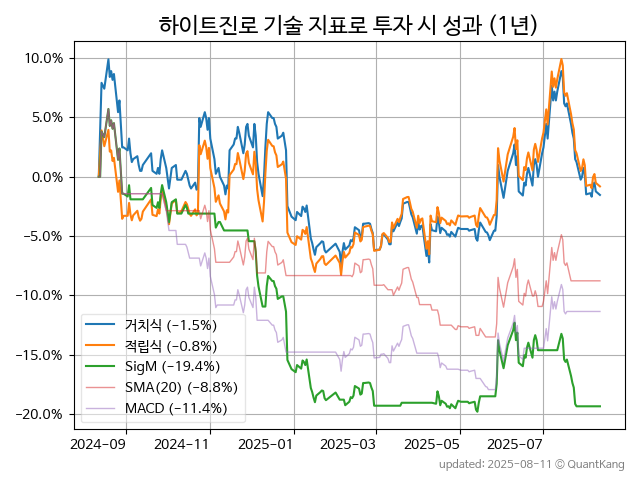 하이트진로 기술 지표로 투자 시 성과 (1년)
10.0%
5.0%
0.0%
−5.0%
−10.0%
−15.0%
−20.0%
거치식 (−1.5%)
적립식 (−0.8%)
SigM (−19.4%)
SMA(20) (−8.8%)
MACD (−11.4%)
2024-09 2024-11 2025-01 2025-03 2025-05 2025-07
updated: 2025-08-11 © QuantKang